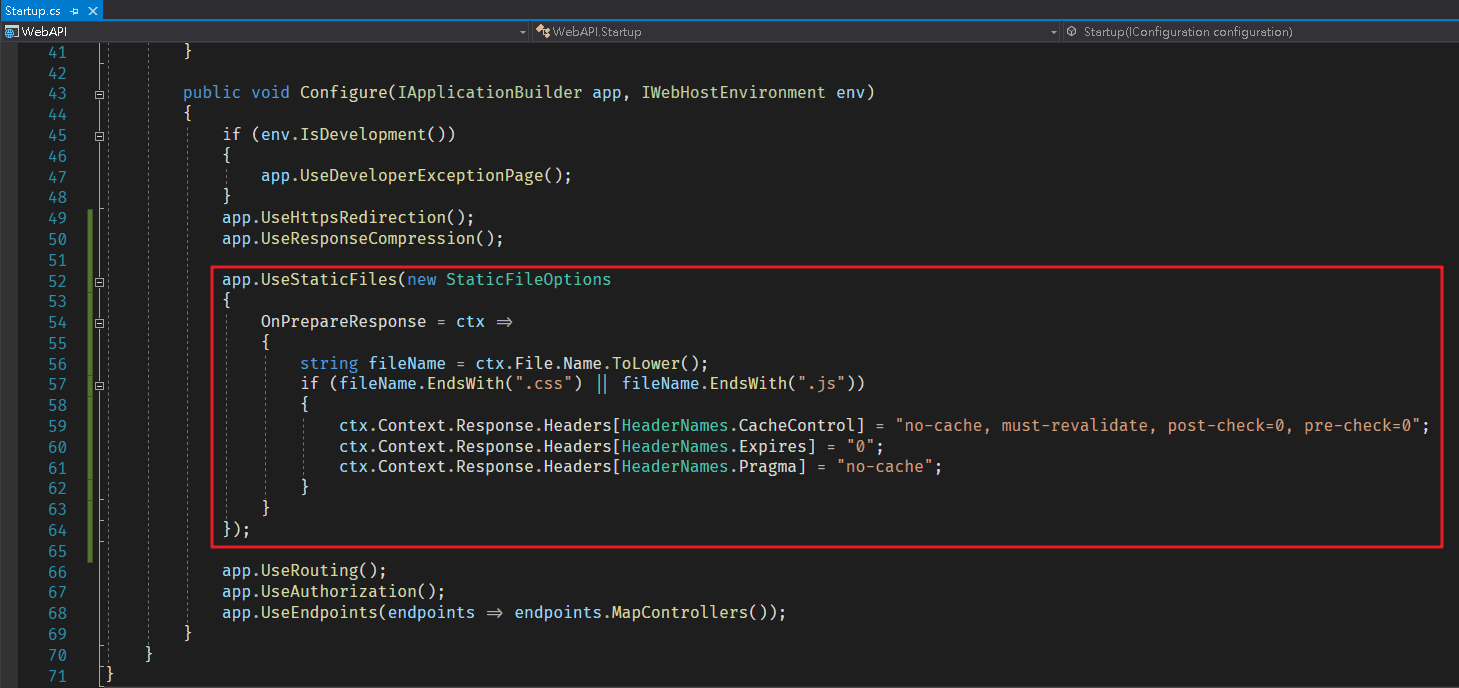 Startup.cs
WebAPI WebAPI.Startup Startup(IConfiguration configuration)
41 }
42
43 public void Configure(IApplicationBuilder app, IWebHostEnvironment env)
44 {
45 if (env.IsDevelopment())
46 {
47 app.UseDeveloperExceptionPage();
48 }
49 app.UseHttpsRedirection();
50 app.UseResponseCompression();
51
52 app.UseStaticFiles(new StaticFileOptions
53 {
54 OnPrepareResponse = ctx =>
55 {
56 string fileName = ctx.File.Name.ToLower();
57 if (fileName.EndsWith(".css") || fileName.EndsWith(".js"))
58 {
59 ctx.Context.Response.Headers[HeaderNames.CacheControl] = "no-cache, must-revalidate, post-check=0, pre-check=0";
60 ctx.Context.Response.Headers[HeaderNames.Expires] = "0";
61 ctx.Context.Response.Headers[HeaderNames.Pragma] = "no-cache";
62 }
63 }
64 });
65
66 app.UseRouting();
67 app.UseAuthorization();
68 app.UseEndpoints(endpoints => endpoints.MapControllers());
69 }
70 }
71 }